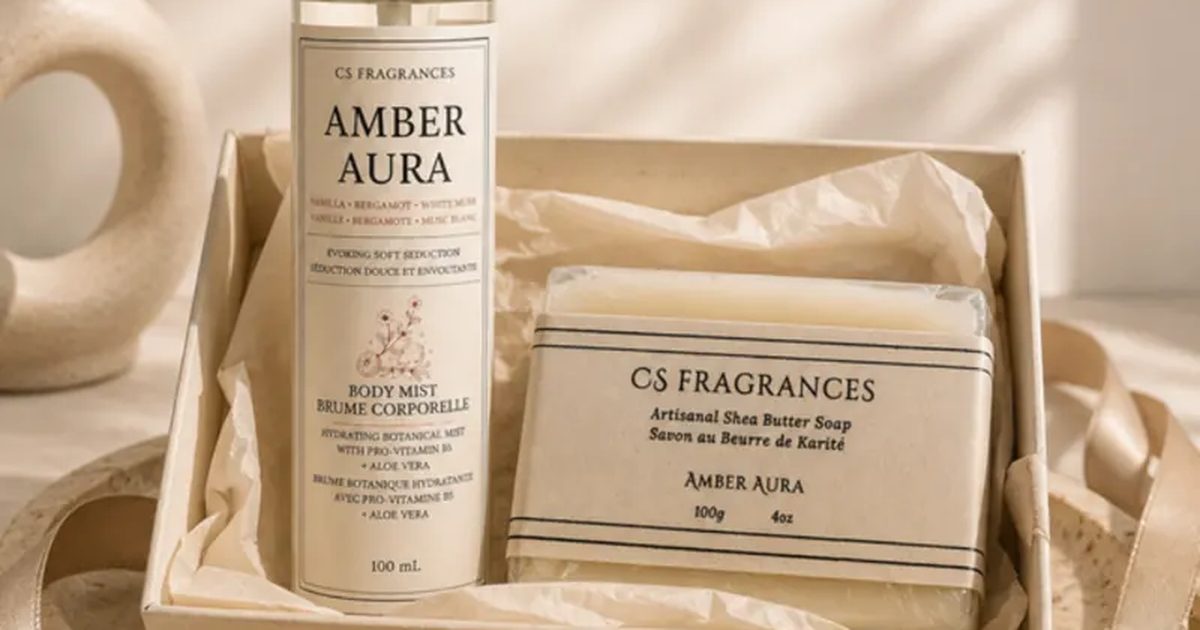 CS FRAGRANCES
AMBER
AURA
VANILLA • BERGAMOT • WHITE MUSK
VANILLE • BERGAMOTE • MUSC BLANC
EVOKING SOFT SEDUCTION
SÉDUCTION DOUCE ET ENVOUTANTE
BODY MIST
BRUME CORPORELLE
HYDRATING BOTANICAL MIST
WITH PRO-VITAMIN B5
+ ALOE VERA
BRUME BOTANIQUE HYDRATANTE
AVEC PRO-VITAMINE B5
+ ALOE VERA
100 mL
CS FRAGRANCES
Artisanal Shea Butter Soap
Savon au Beurre de Karité
AMBER AURA
100g 4oz